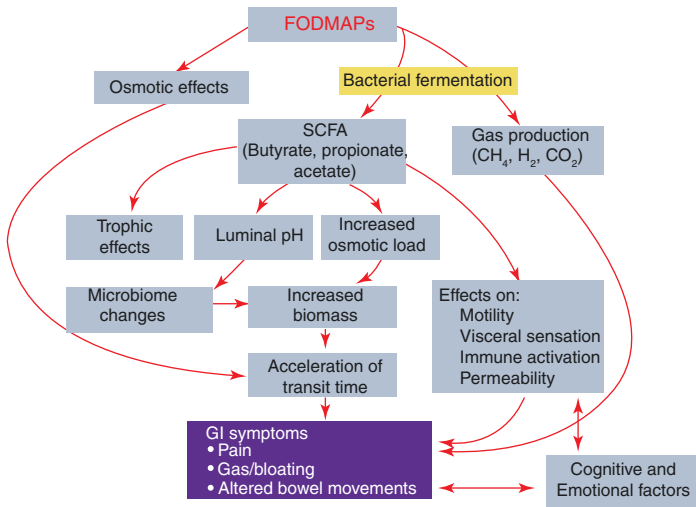 FODMAPs
Osmotic effects
Bacterial fermentation
SCFA
(Butyrate, propionate,
acetate)
Gas production
(CH₄, H₂, CO₂)
Trophic
effects
Luminal pH
Increased
osmotic load
Microbiome
changes
Increased
biomass
Effects on:
Motility
Visceral sensation
Immune activation
Permeability
Acceleration of
transit time
GI symptoms
• Pain
• Gas/bloating
• Altered bowel movements
Cognitive and
Emotional factors